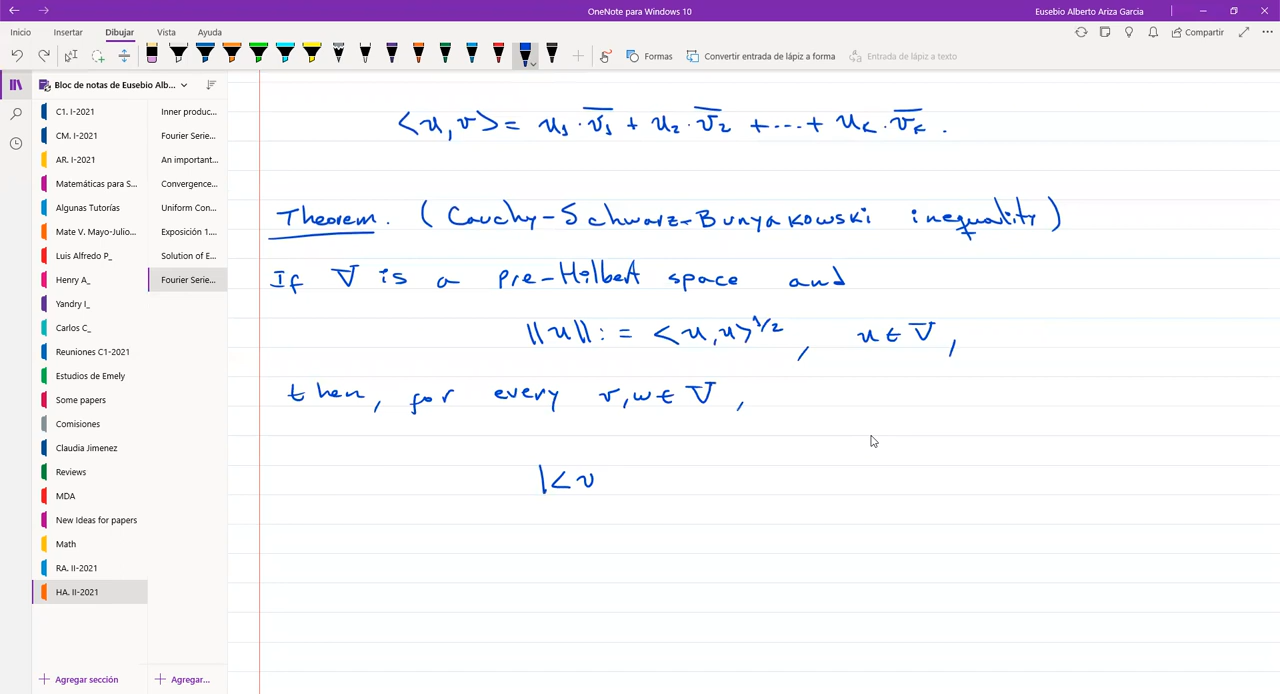 OneNote para Windows 10
Eusebio Alberto Ariza Garcia
Inicio Insertar Dibujar Vista Ayuda
Compartir
Formas Convertir entrada de lápiz a forma Entrada de lápiz a texto
Bloc de notas de Eusebio Alb...
C1. I-2021
CM. I-2021
AR. I-2021
Matemáticas para S...
Algunas Tutorías
Mate V. Mayo-Julio...
Luis Alfredo P_
Henry A_
Yandry I_
Carlos C_
Reuniones C1-2021
Estudios de Emely
Some papers
Comisiones
Claudia Jimenez
Reviews
MDA
New Ideas for papers
Math
RA. II-2021
HA. II-2021
Agregar sección
Inner produc...
Fourier Serie...
An important...
Convergence...
Uniform Con...
Exposición 1....
Solution of E...
Fourier Serie...
Agregar...
<u,v> = u₁·v̅₁ + u₂·v̅₂ + ··· + uₖ·v̅ₖ.
Theorem. (Cauchy-Schwarz-Bunyakowski inequality)
If V is a pre-Hilbert space and
||u|| := <u,u>^1/2, u ∈ V,
then, for every v,w ∈ V,
|<v